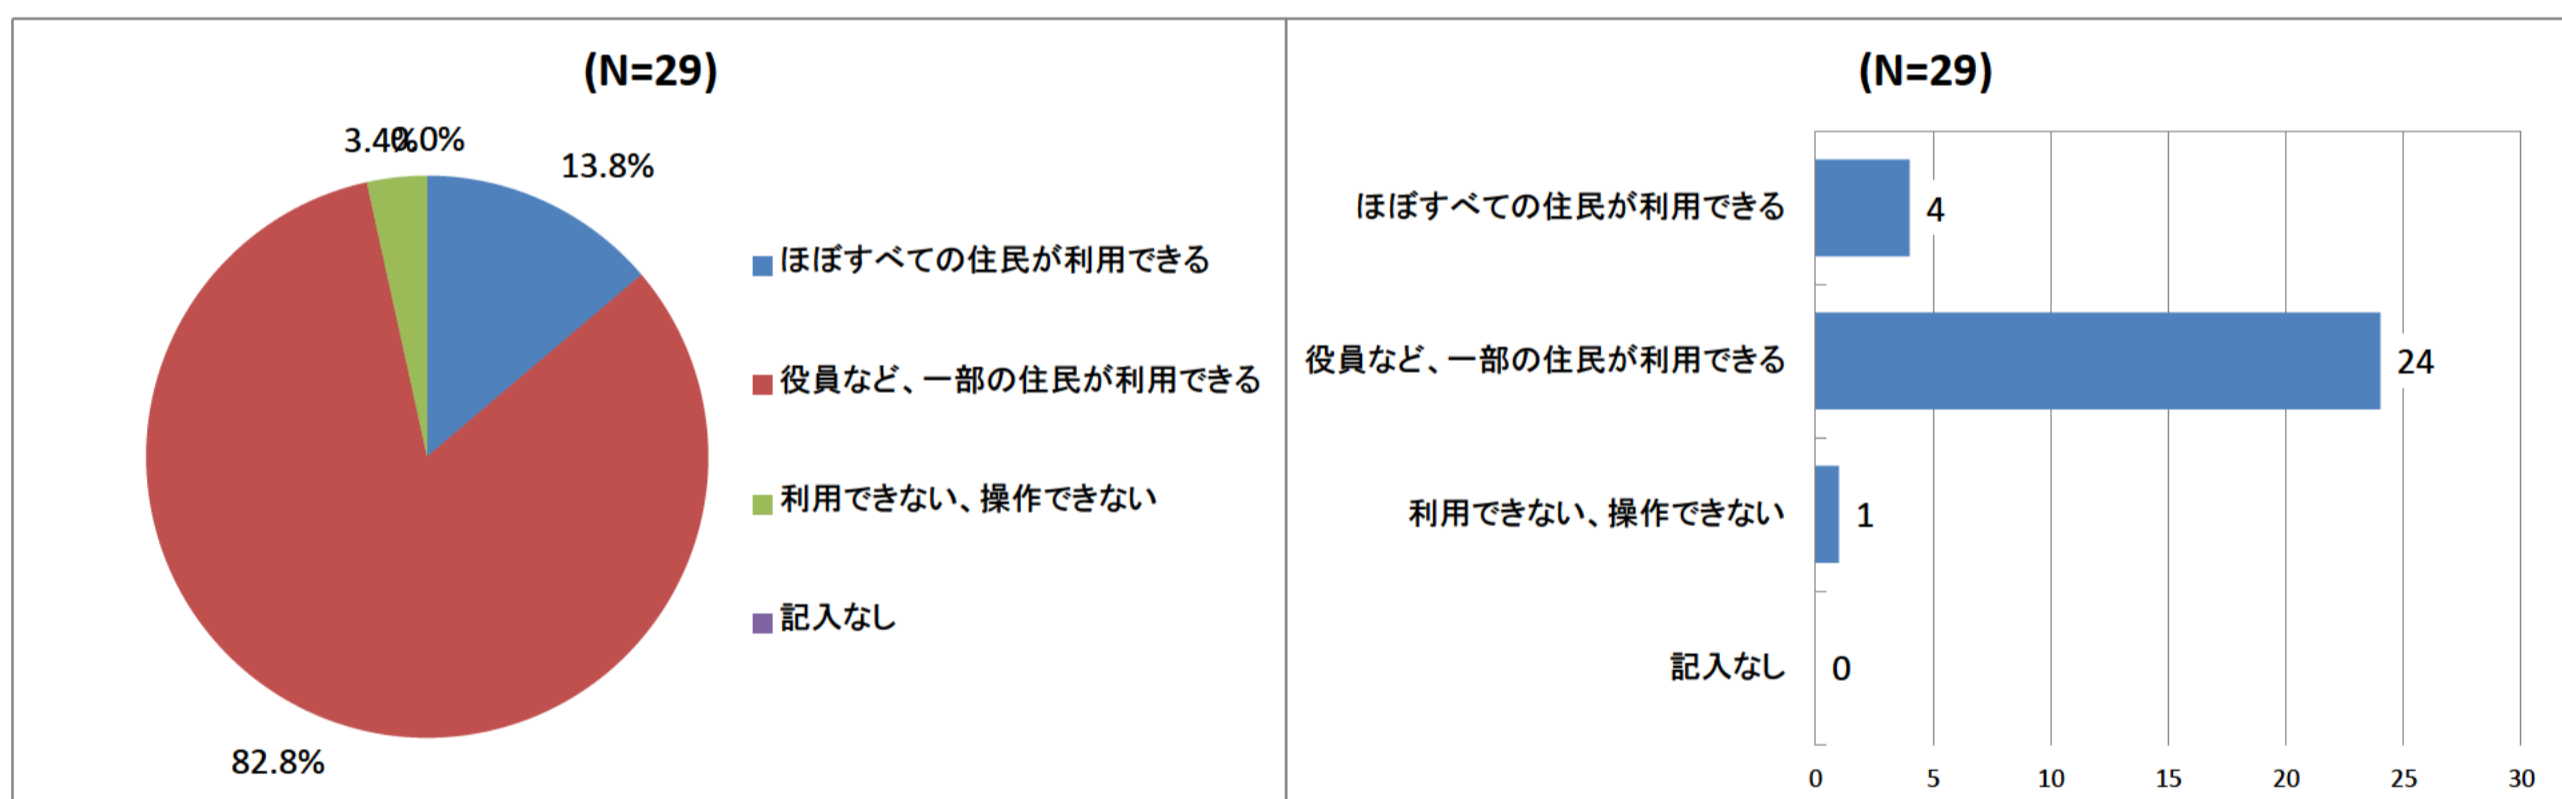 (N=29)
3.4%
0.0%
13.8%
82.8%
ほぼすべての住民が利用できる
役員など、一部の住民が利用できる
利用できない、操作できない
記入なし
(N=29)
ほぼすべての住民が利用できる 4
役員など、一部の住民が利用できる 24
利用できない、操作できない 1
記入なし 0
0 5 10 15 20 25 30